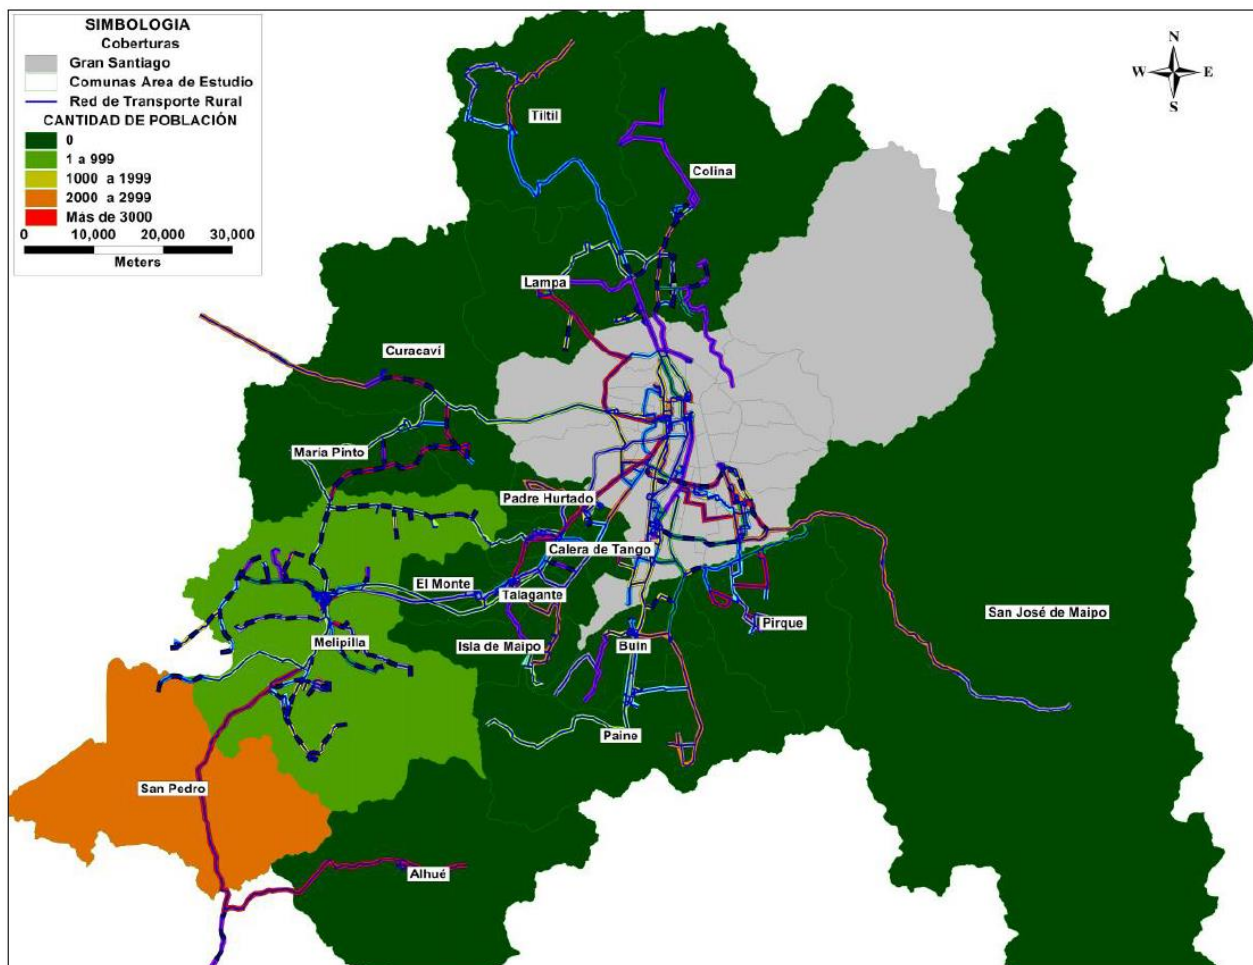 SIMBOLOGIA
Coberturas
Gran Santiago
Comunas Area de Estudio
Red de Transporte Rural
CANTIDAD DE POBLACIÓN
0
1 a 999
1000 a 1999
2000 a 2999
Más de 3000
0 10,000 20,000 30,000
Meters
N
W E
S
Tiltil
Colina
Lampa
Curacaví
Maria Pinto
Padre Hurtado
Calera de Tango
El Monte
Talagante
San José de Maipo
Pirque
Melipilla
Isla de Maipo
Buin
Paine
San Pedro
Alhué